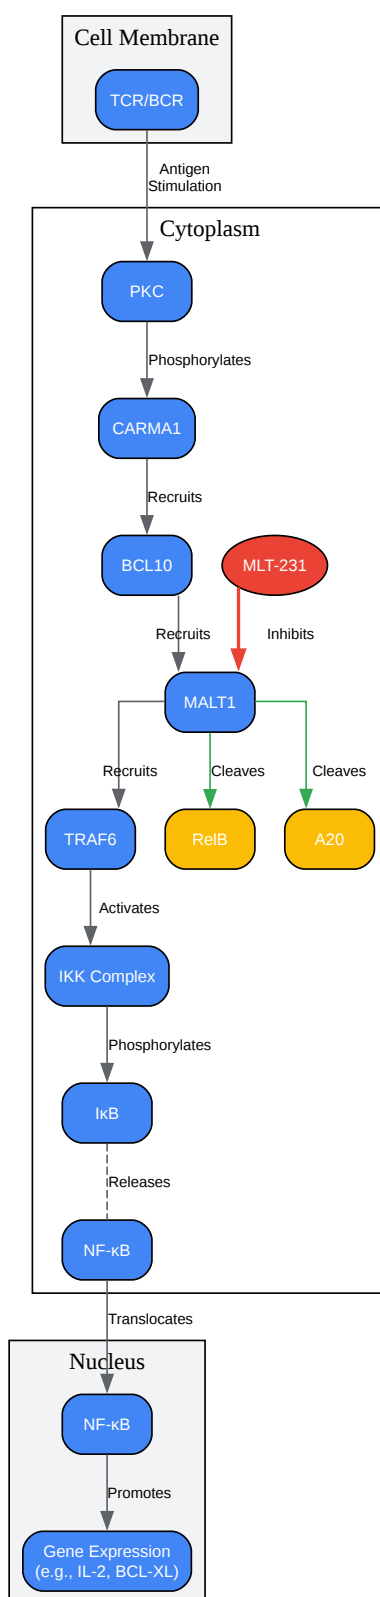 Cell Membrane
TCR/BCR
Antigen
Stimulation
Cytoplasm
PKC
Phosphorylates
CARMA1
Recruits
BCL10
MLT-231
Recruits
Inhibits
MALT1
Recruits
Cleaves
Cleaves
TRAF6
RelB
A20
Activates
IKK Complex
Phosphorylates
IκB
Releases
NF-κB
Translocates
Nucleus
NF-κB
Promotes
Gene Expression
(e.g., IL-2, BCL-XL)